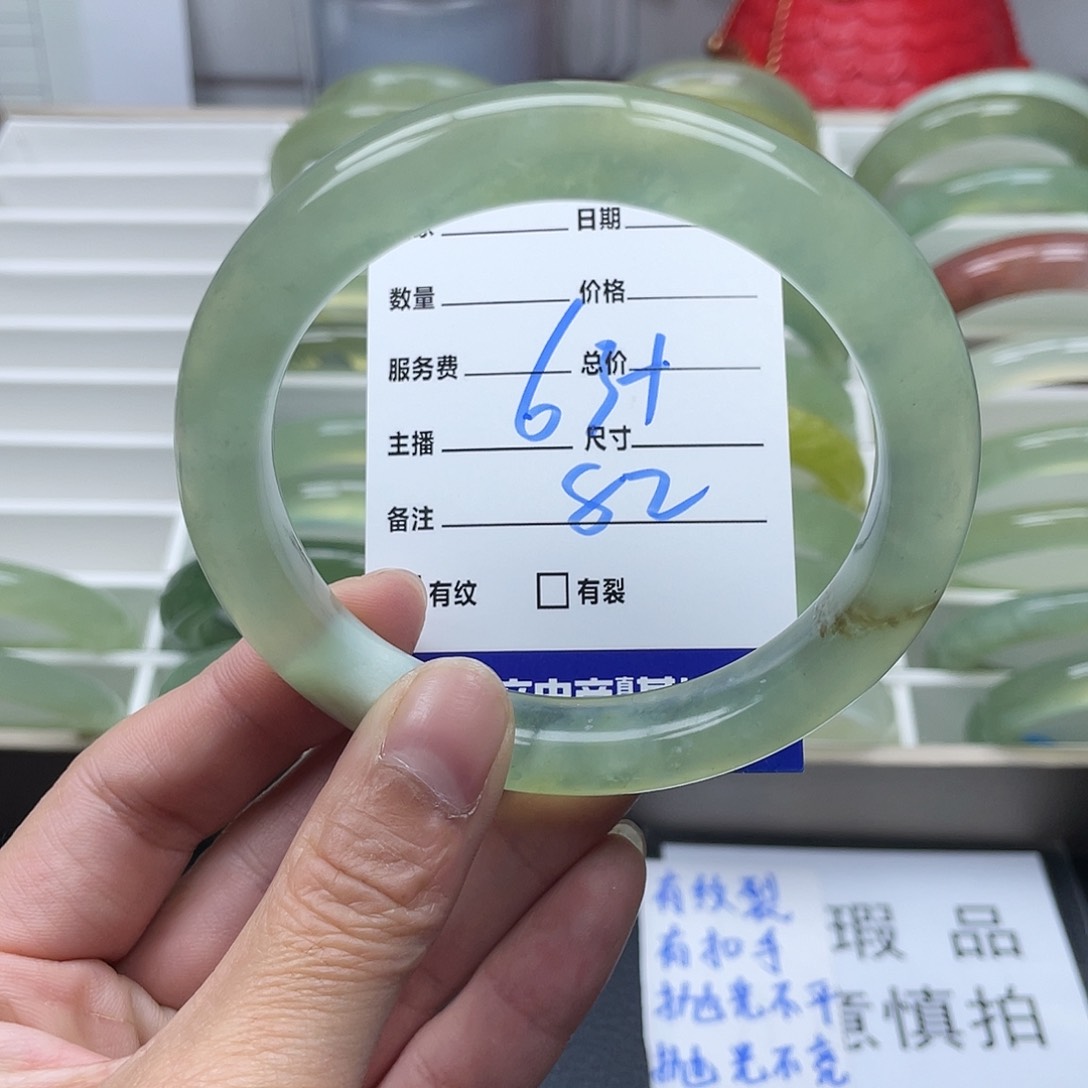 日期
数量 价格
服务费 总价
63+
主播 尺寸
82
备注
有纹 有裂
有纹裂
有扣手
抛光不平
抛光不亮
瑕 品
意慎拍